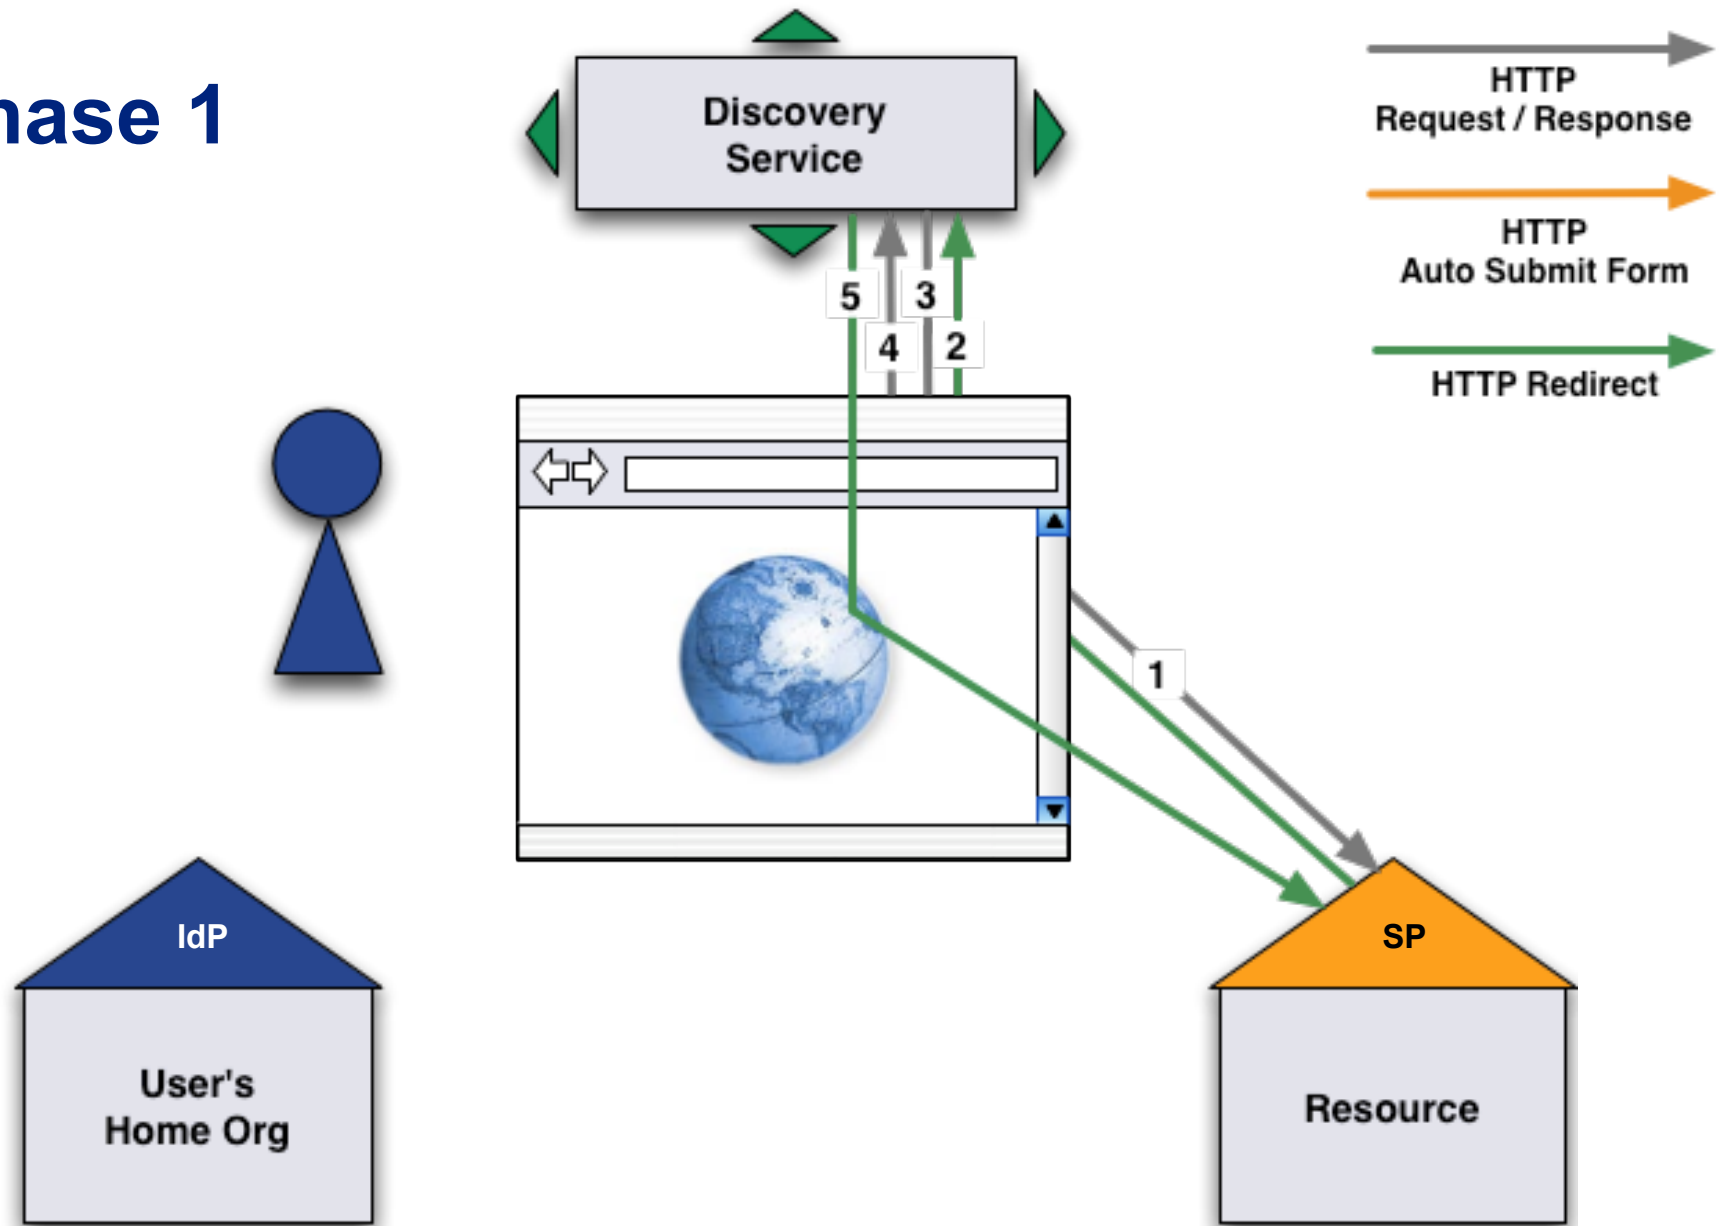 hase 1
Discovery
Service
HTTP
Request / Response
HTTP
Auto Submit Form
HTTP Redirect
5
3
4
2
1
IdP
User's
Home Org
SP
Resource